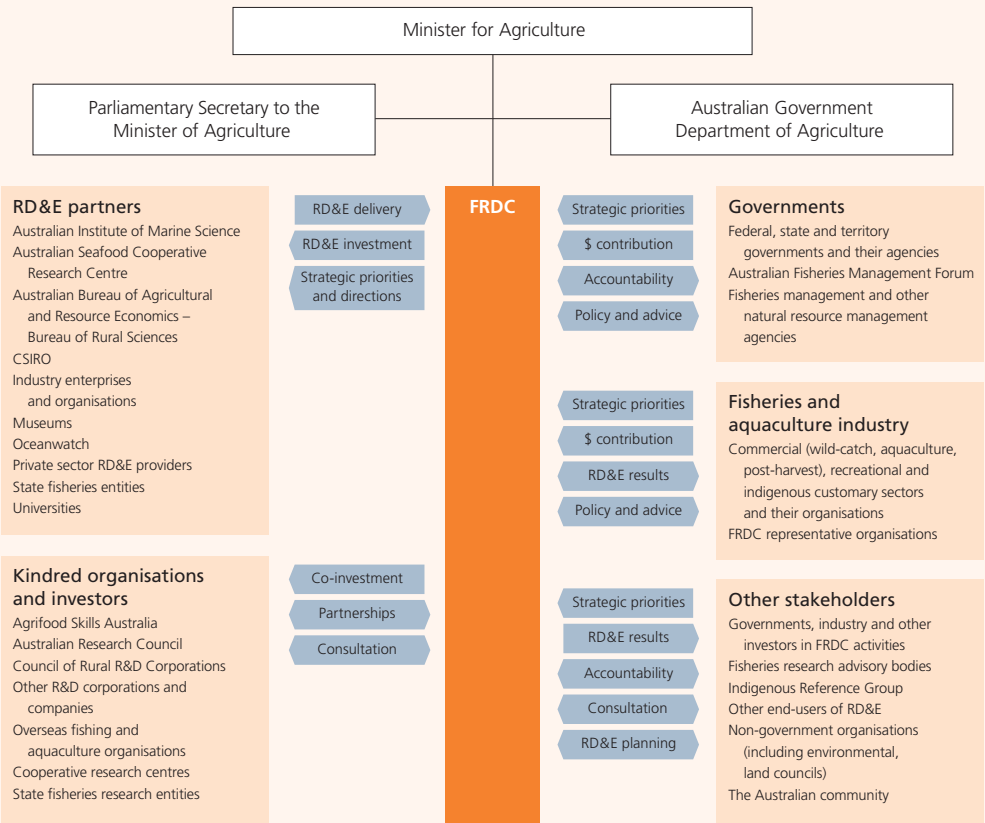 Minister for Agriculture
Parliamentary Secretary to the
Minister of Agriculture
Australian Government
Department of Agriculture
RD&E partners
Australian Institute of Marine Science
Australian Seafood Cooperative
Research Centre
Australian Bureau of Agricultural
and Resource Economics –
Bureau of Rural Sciences
CSIRO
Industry enterprises
and organisations
Museums
Oceanwatch
Private sector RD&E providers
State fisheries entities
Universities
RD&E delivery
RD&E investment
Strategic priorities
and directions
Kindred organisations
and investors
Agrifood Skills Australia
Australian Research Council
Council of Rural R&D Corporations
Other R&D corporations and
companies
Overseas fishing and
aquaculture organisations
Cooperative research centres
State fisheries research entities
Co-investment
Partnerships
Consultation
FRDC
Strategic priorities
$ contribution
Accountability
Policy and advice
Governments
Federal, state and territory
governments and their agencies
Australian Fisheries Management Forum
Fisheries management and other
natural resource management
agencies
Strategic priorities
$ contribution
RD&E results
Policy and advice
Fisheries and
aquaculture industry
Commercial (wild-catch, aquaculture,
post-harvest), recreational and
indigenous customary sectors
and their organisations
FRDC representative organisations
Strategic priorities
RD&E results
Accountability
Consultation
RD&E planning
Other stakeholders
Governments, industry and other
investors in FRDC activities
Fisheries research advisory bodies
Indigenous Reference Group
Other end-users of RD&E
Non-government organisations
(including environmental,
land councils)
The Australian community